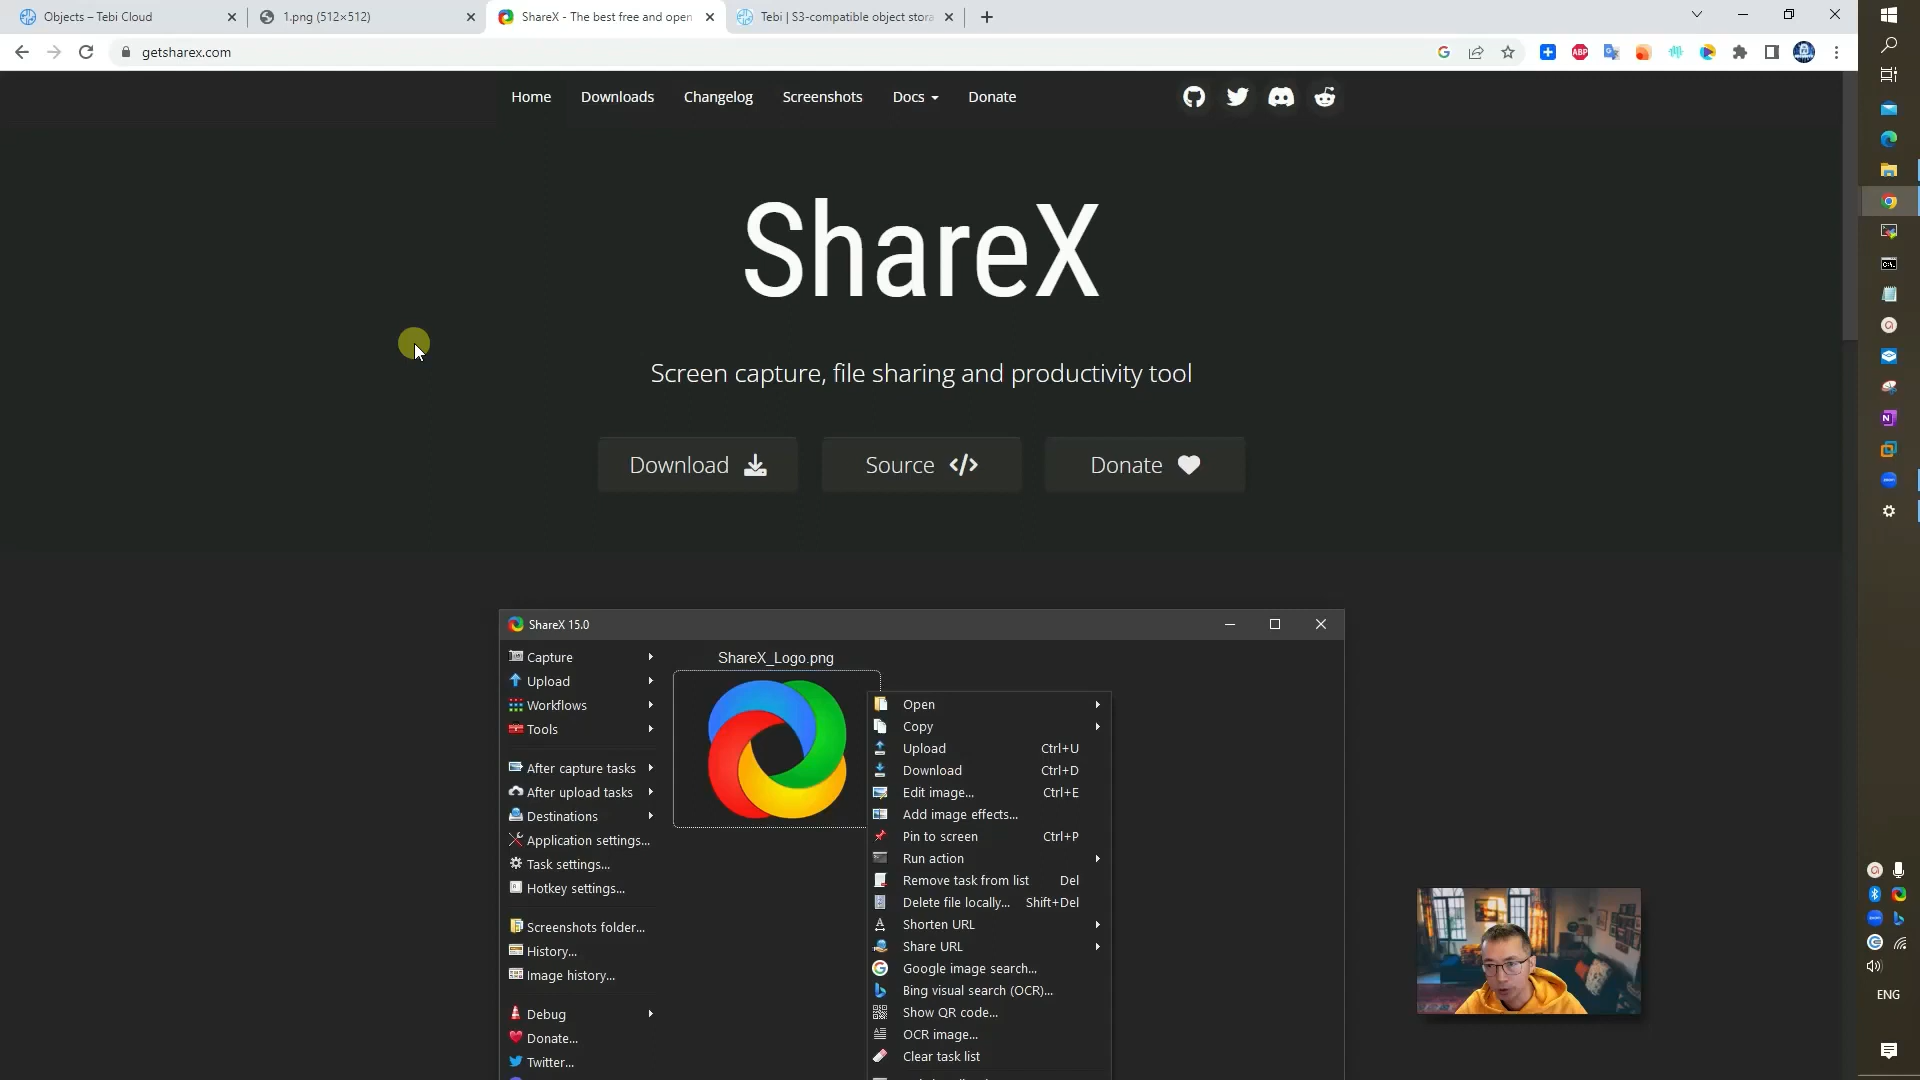 Objects – Tebi Cloud
1.png (512×512)
ShareX - The best free and open
Tebi | S3-compatible object stora
getsharex.com
Home
Downloads
Changelog
Screenshots
Docs
Donate
ShareX
Screen capture, file sharing and productivity tool
Download
Source
Donate
ShareX 15.0
Capture
Upload
Workflows
Tools
After capture tasks
After upload tasks
Destinations
Application settings...
Task settings...
Hotkey settings...
Screenshots folder...
History...
Image history...
Debug
Donate...
Twitter...
ShareX_Logo.png
Open
Copy
Upload Ctrl+U
Download Ctrl+D
Edit image... Ctrl+E
Add image effects...
Pin to screen Ctrl+P
Run action
Remove task from list Del
Delete file locally... Shift+Del
Shorten URL
Share URL
Google image search...
Bing visual search (OCR)...
Show QR code...
OCR image...
Clear task list
ABP
ENG